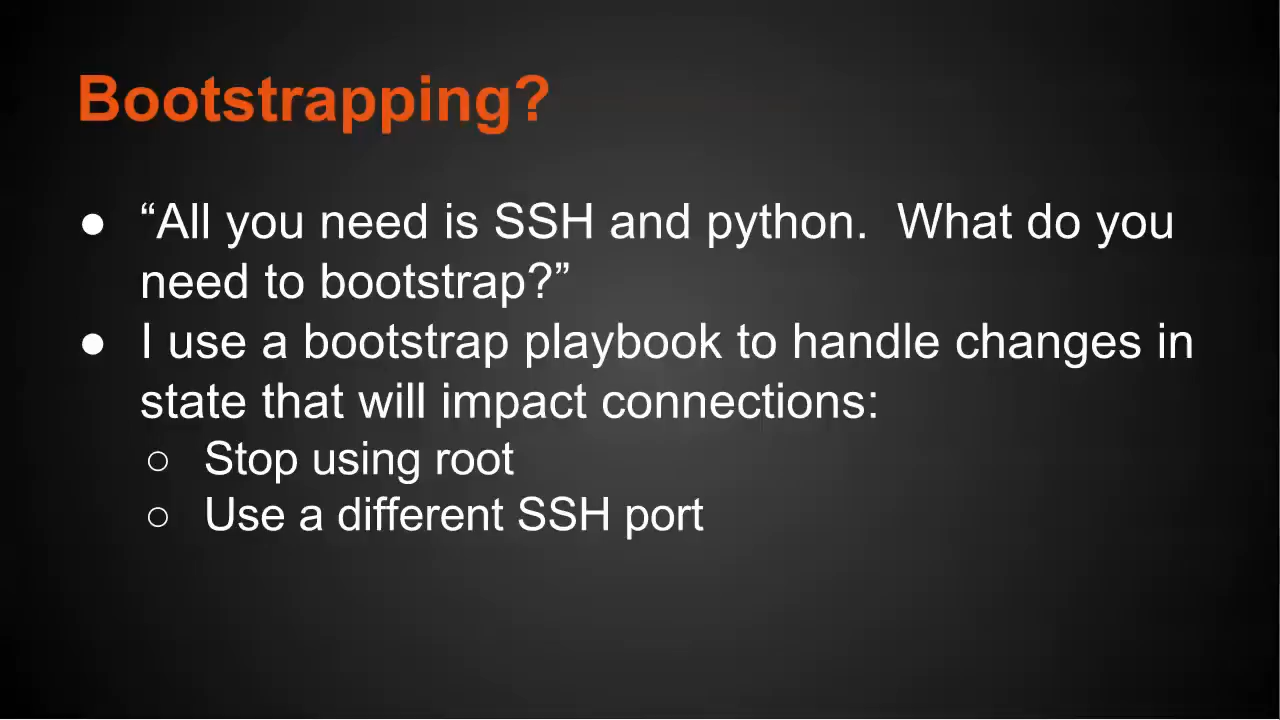 Bootstrapping?
● “All you need is SSH and python.  What do you
need to bootstrap?”
● I use a bootstrap playbook to handle changes in
state that will impact connections:
○ Stop using root
○ Use a different SSH port